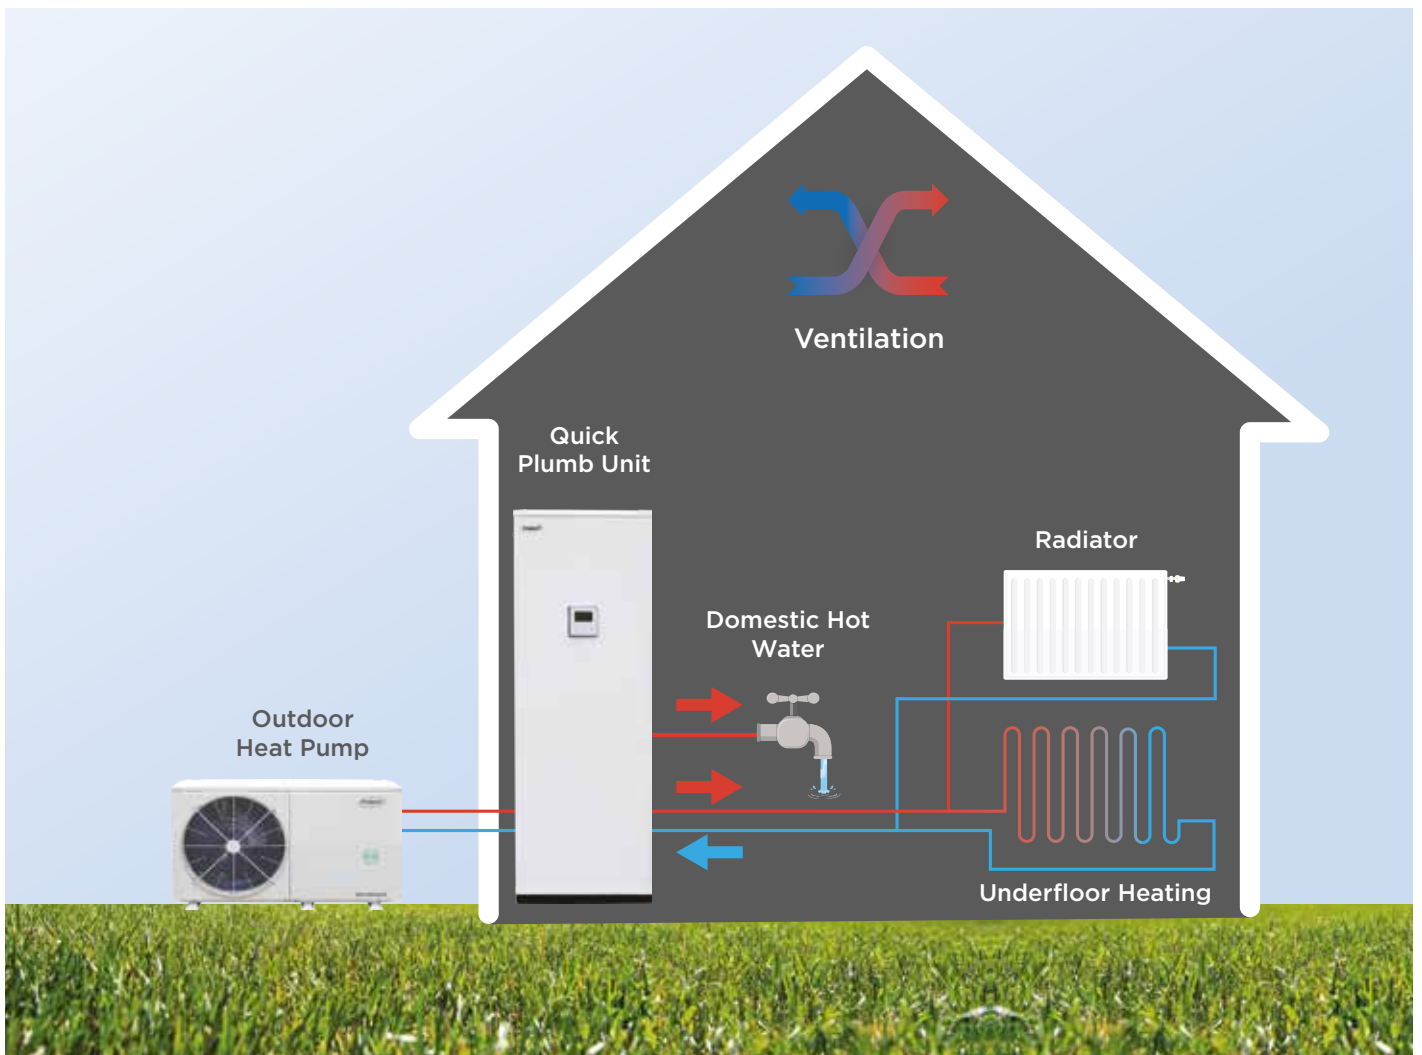 Ventilation
Quick
Plumb Unit
Radiator
Domestic Hot
Water
Outdoor
Heat Pump
Underfloor Heating